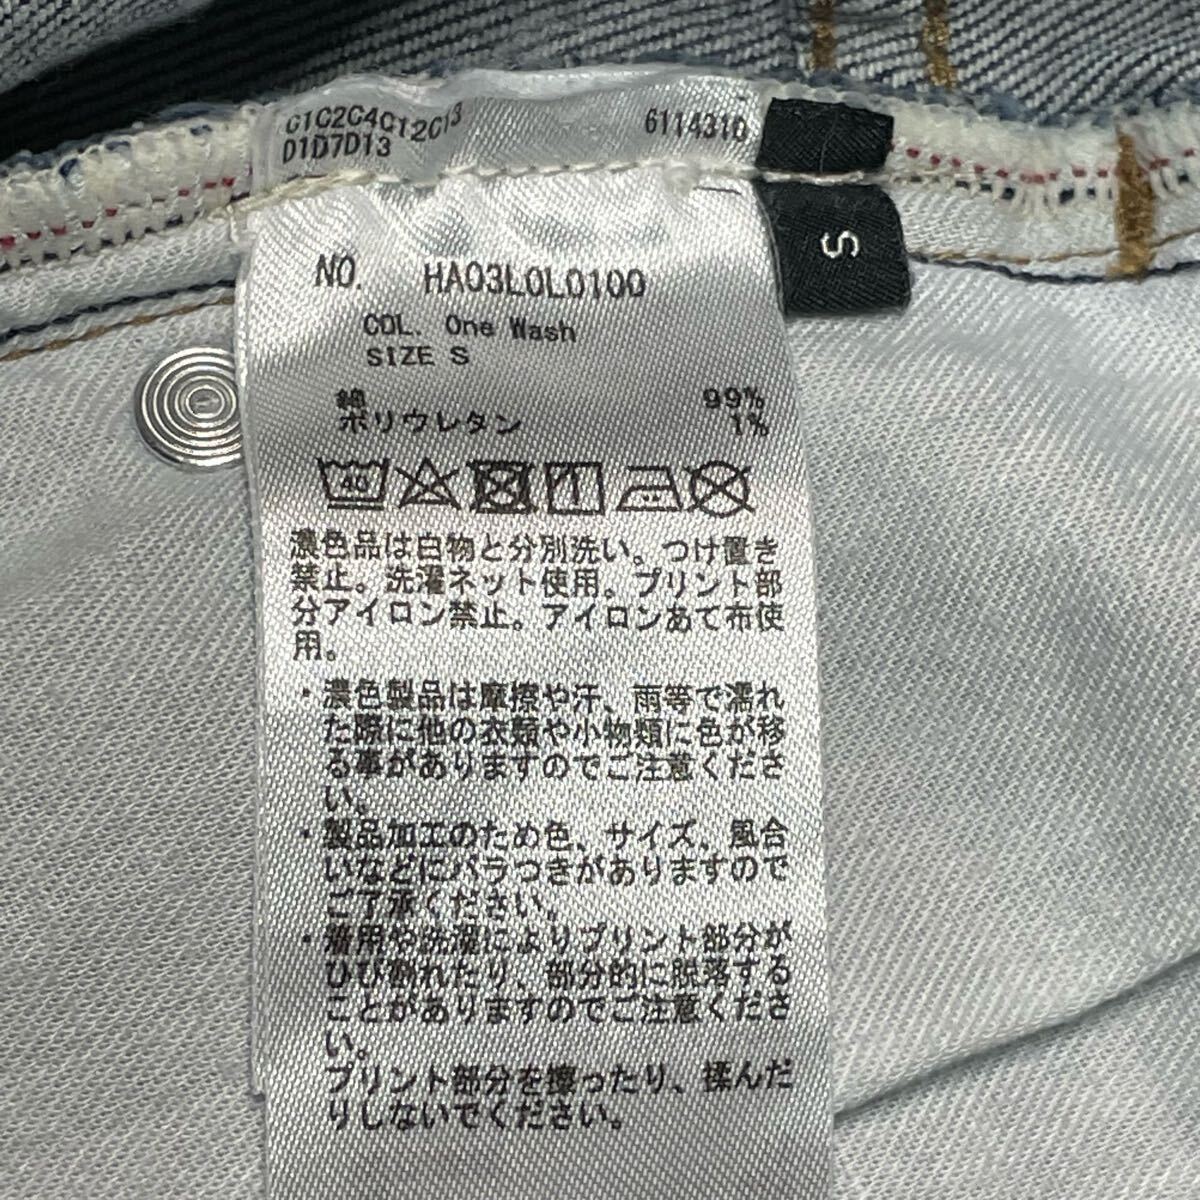 C1C2C4C12C13
D1D7D13
6114310
S
NO. HA03L0L0100
COL. One Wash
SIZE S
綿 99%
ポリウレタン 1%
40
濃色品は白物と分別洗い。つけ置き
禁止。洗濯ネット使用。プリント部
分アイロン禁止。アイロンあて布使
用。
・濃色製品は摩擦や汗、雨等で濡れ
た際に他の衣類や小物類に色が移
る事がありますのでご注意くださ
い。
・製品加工のため色、サイズ、風合
いなどにバラつきがありますので
ご了承ください。
・着用や洗濯によりプリント部分が
ひび割れたり、部分的に脱落する
ことがありますのでご注意くださ
い。
プリント部分を擦ったり、揉んだ
りしないでください。